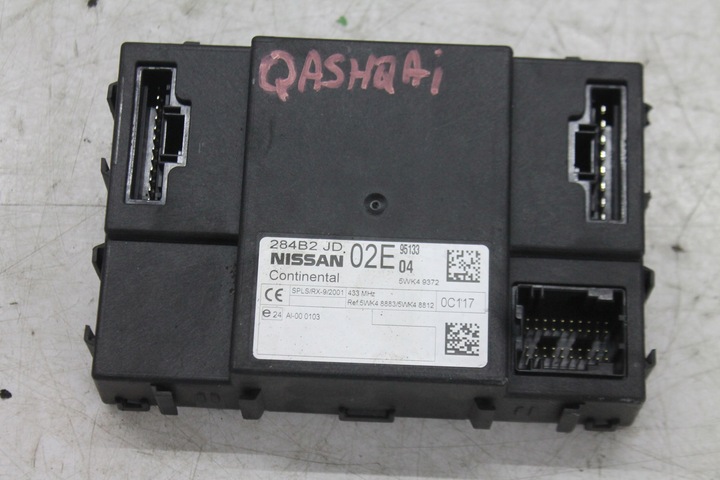 QASHQAi
284B2 JD.
NISSAN 02E 95133
04
Continental 5WK4 9372
CE SPLS/RX-9/2001 433 MHz 0C117
Ref.5WK4 8883/5WK4 8812
e 24 AI-00 0103